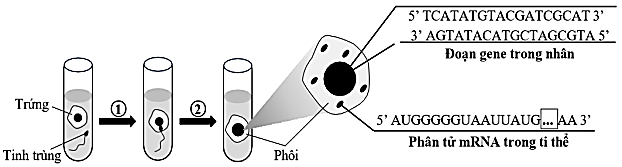 5' TCATATGTACGATCGCAT 3'
3' AGTATACATGCTAGCGTA 5'
Đoạn gene trong nhân
Trứng
①
②
Tinh trùng
Phôi
5' AUGGGGGUAAUUAUG...AA 3'
Phân tử mRNA trong ti thể